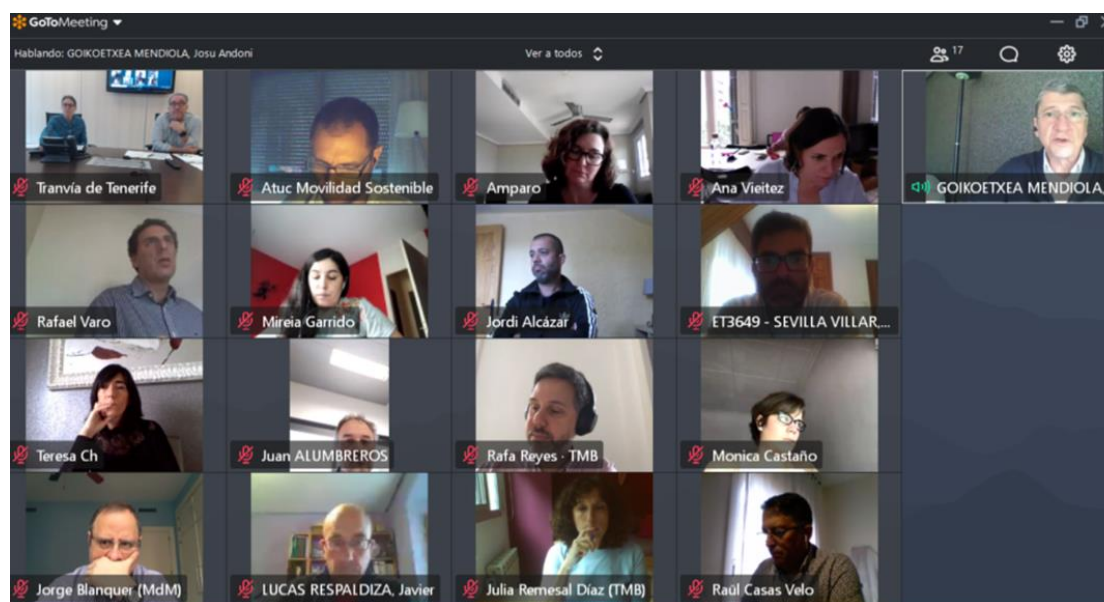 GoToMeeting
Hablando: GOIKOETXEA MENDIOLA, Josu Andoni
Ver a todos
17
Tranvía de Tenerife
Atuc Movilidad Sostenible
Amparo
Ana Vieitez
GOIKOETXEA MENDIOLA,
Rafael Varo
Mireia Garrido
Jordi Alcázar
ET3649 - SEVILLA VILLAR,...
Teresa Ch
Juan ALUMBREROS
Rafa Reyes - TMB
Monica Castaño
Jorge Blanquer (MdM)
LUCAS RESPALDIZA, Javier
Julia Remesal Díaz (TMB)
Raúl Casas Velo